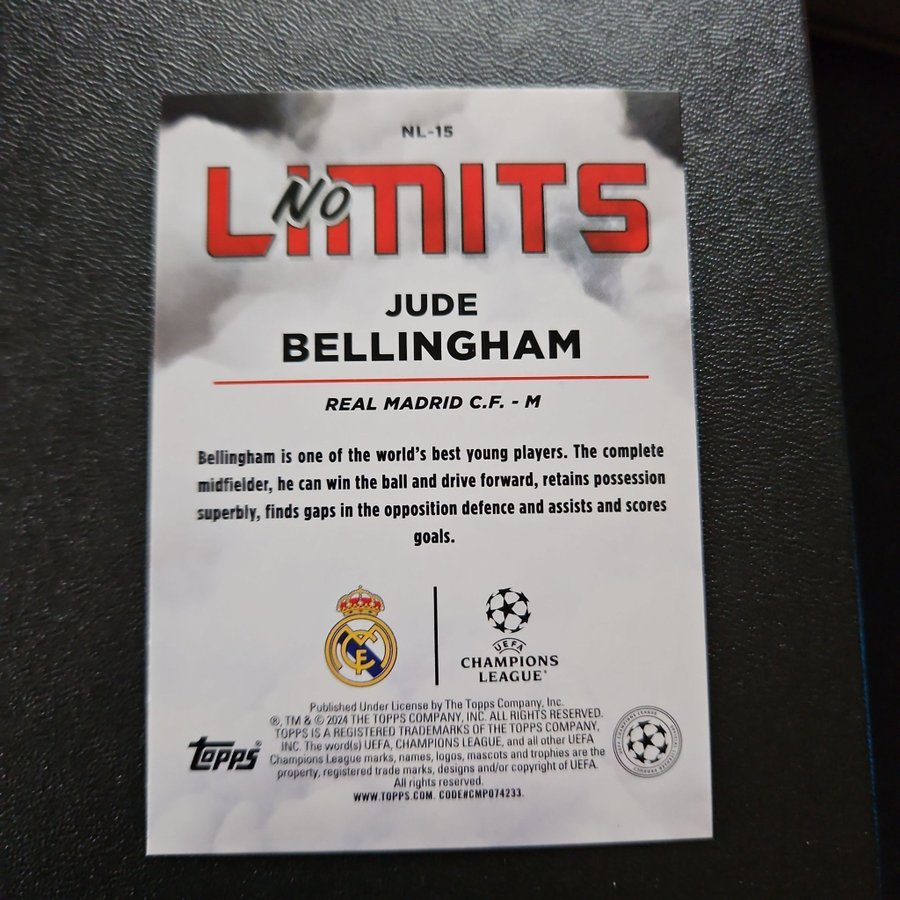 NL-15
NO LIMITS
JUDE
BELLINGHAM
REAL MADRID C.F. - M
Bellingham is one of the world's best young players. The complete
midfielder, he can win the ball and drive forward, retains possession
superbly, finds gaps in the opposition defence and assists and scores
goals.
UEFA
CHAMPIONS
LEAGUE®
Published Under License by The Topps Company, Inc.
®, TM & © 2024 THE TOPPS COMPANY, INC. ALL RIGHTS RESERVED.
TOPPS IS A REGISTERED TRADEMARKS OF THE TOPPS COMPANY,
INC. The word(s) UEFA, CHAMPIONS LEAGUE, and all other UEFA
Champions League marks, names, logos, mascots and trophies are the
property, registered trade marks, designs and/or copyright of UEFA.
All rights reserved.
WWW.TOPPS.COM. CODE#CMP074233.
topps®